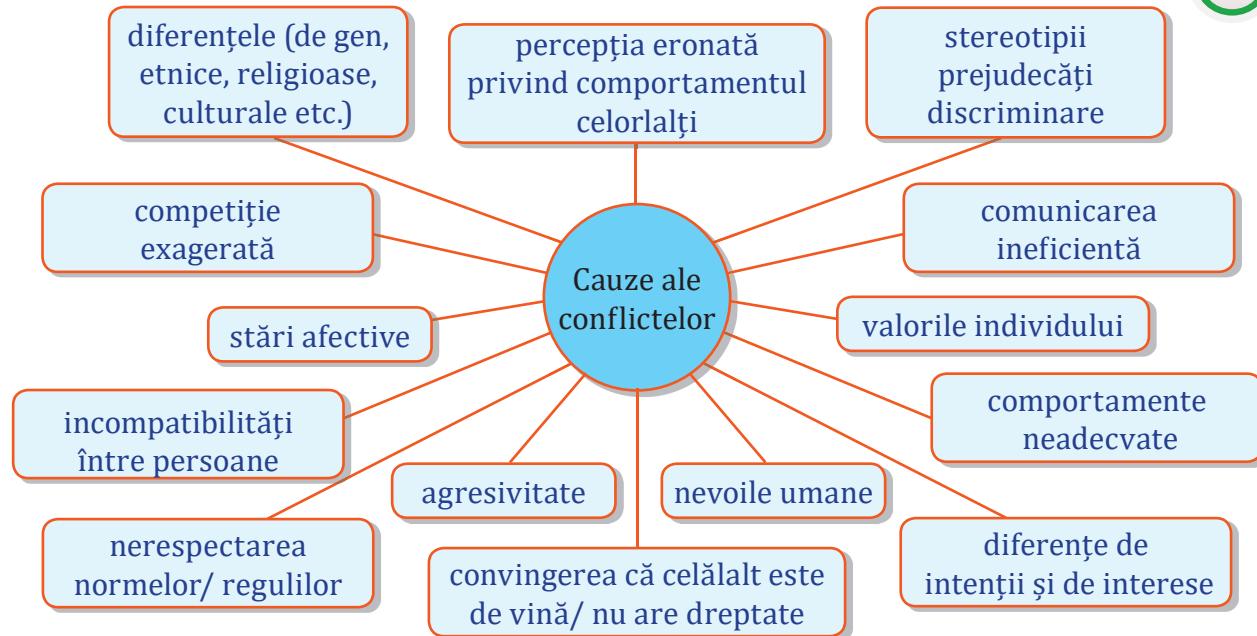 diferențele (de gen,
etnice, religioase,
culturale etc.)
percepția eronată
privind comportamentul
celorlalți
stereotipii
prejudecăți
discriminare
competiție
exagerată
comunicarea
ineficientă
Cauze ale
conflictelor
stări afective
valorile individului
incompatibilități
între persoane
comportamente
neadecvate
agresivitate
nevoile umane
nerespectarea
normelor/ regulilor
convingerea că celălalt este
de vină/ nu are dreptate
diferențe de
intenții și de interese